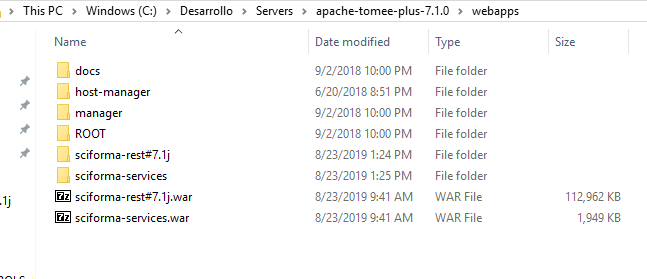 This PC > Windows (C:) > Desarrollo > Servers > apache-tomee-plus-7.1.0 > webapps
Name Date modified Type Size
docs 9/2/2018 10:00 PM File folder
host-manager 6/20/2018 8:51 PM File folder
manager 9/2/2018 10:00 PM File folder
ROOT 9/2/2018 10:00 PM File folder
sciforma-rest#7.1j 8/23/2019 1:24 PM File folder
sciforma-services 8/23/2019 1:25 PM File folder
.1j sciforma-rest#7.1j.war 8/23/2019 9:41 AM WAR File 112,962 KB
sciforma-services.war 8/23/2019 9:41 AM WAR File 1,949 KB